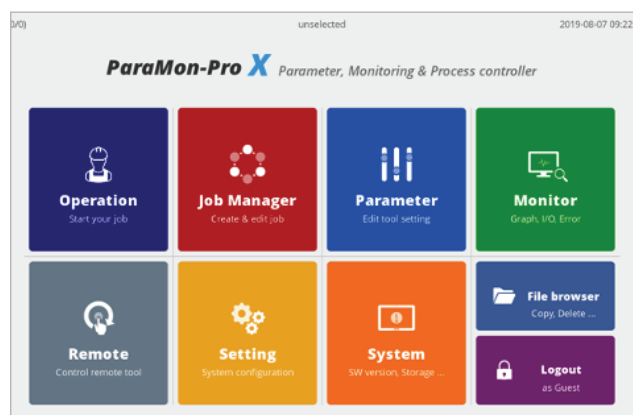 0/0)
unselected
2019-08-07 09:22
ParaMon-Pro X Parameter, Monitoring & Process controller
Operation
Start your job
Job Manager
Create & edit job
Parameter
Edit tool setting
Monitor
Graph, I/O, Error
Remote
Control remote tool
Setting
System configuration
System
SW version, Storage ...
File browser
Copy, Delete ...
Logout
as Guest